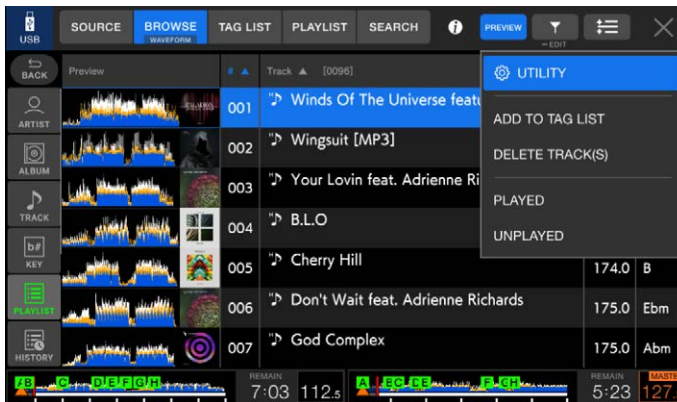 USB
SOURCE
BROWSE
WAVEFORM
TAG LIST
PLAYLIST
SEARCH
i
PREVIEW
EDIT
BACK
Preview
# ▲
Track ▲ [0096]
UTILITY
ADD TO TAG LIST
DELETE TRACK(S)
PLAYED
UNPLAYED
ARTIST
ALBUM
TRACK
b#
KEY
PLAYLIST
HISTORY
001 Winds Of The Universe featu
002 Wingsuit [MP3]
003 Your Lovin feat. Adrienne Ri
004 B.L.O
005 Cherry Hill 174.0 B
006 Don't Wait feat. Adrienne Richards 175.0 Ebm
007 God Complex 175.0 Abm
A B C D E F G H
REMAIN
7:03 112.5
A B C D E F G H
REMAIN
5:23
MASTE
127.